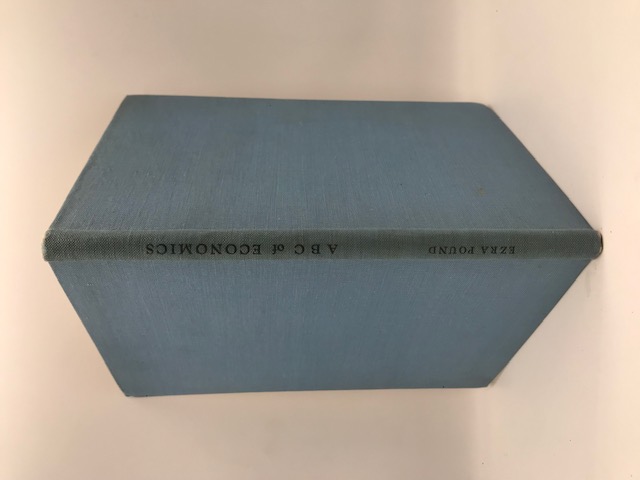 EZRA POUND
A B C of ECONOMICS